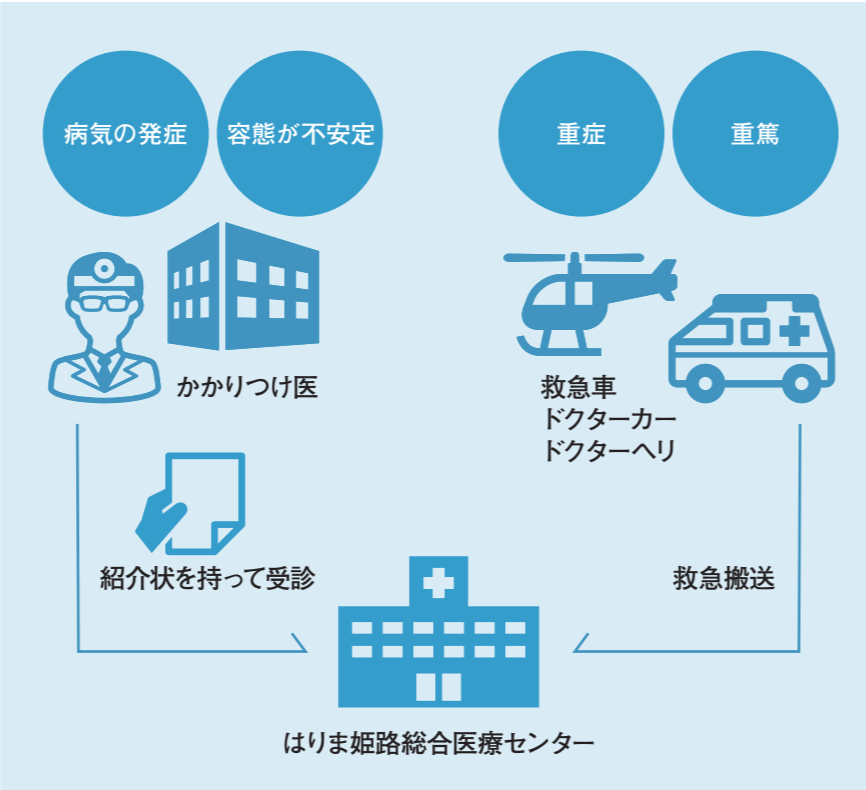 病気の発症
容態が不安定
重症
重篤
かかりつけ医
救急車
ドクターカー
ドクターヘリ
紹介状を持って受診
救急搬送
はりま姫路総合医療センター